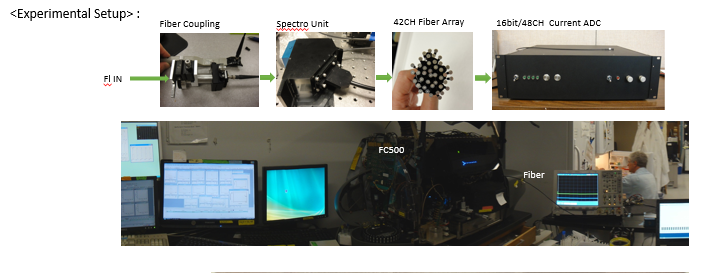 <Experimental Setup> :
Fiber Coupling
Spectro Unit
42CH Fiber Array
16bit/48CH  Current ADC
Fl IN
FC500
Fiber